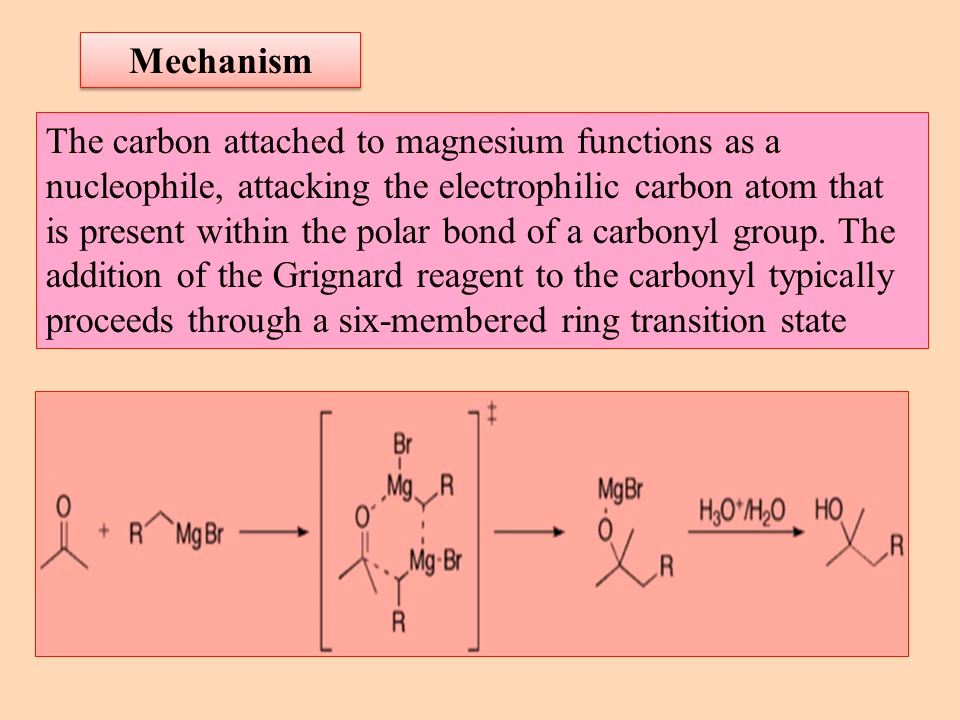 Mechanism
The carbon attached to magnesium functions as a
nucleophile, attacking the electrophilic carbon atom that
is present within the polar bond of a carbonyl group. The
addition of the Grignard reagent to the carbonyl typically
proceeds through a six-membered ring transition state
O
+ R MgBr
‡
Br
Mg R
O
Mg-Br
R
MgBr
O
R
H₃O⁺/H₂O
HO
R